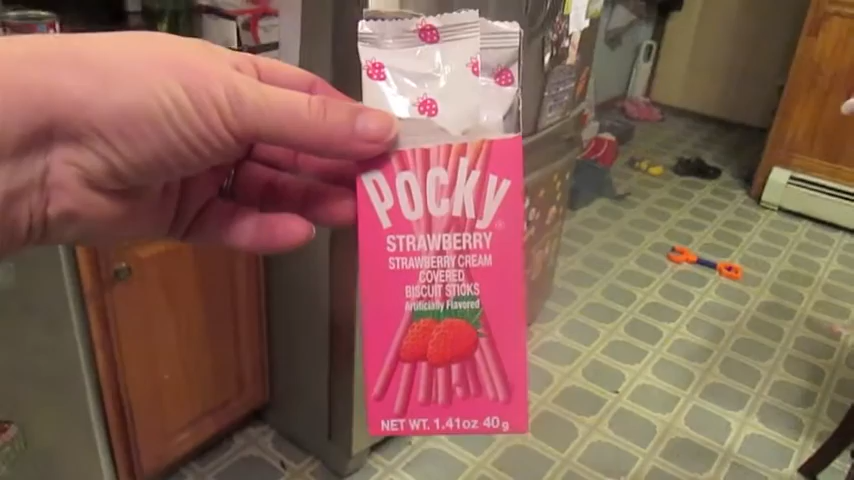 POCKY
STRAWBERRY
STRAWBERRY CREAM
COVERED
BISCUIT STICKS
Artificially Flavored
NET WT. 1.41oz 40g